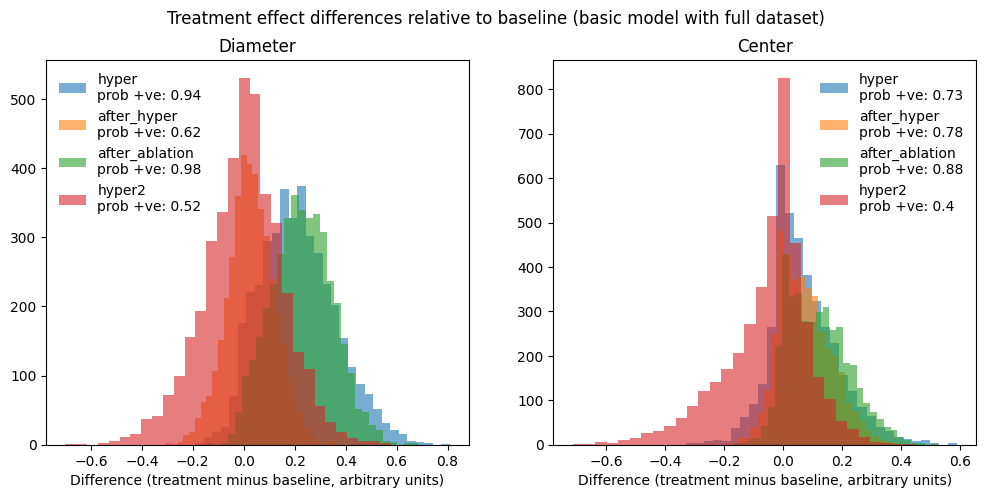 Treatment effect differences relative to baseline (basic model with full dataset)
Diameter
hyper
prob +ve: 0.94
after_hyper
prob +ve: 0.62
after_ablation
prob +ve: 0.98
hyper2
prob +ve: 0.52
500
400
300
200
100
0
−0.6
−0.4
−0.2
0.0
0.2
0.4
0.6
0.8
Difference (treatment minus baseline, arbitrary units)
Center
hyper
prob +ve: 0.73
after_hyper
prob +ve: 0.78
after_ablation
prob +ve: 0.88
hyper2
prob +ve: 0.4
800
700
600
500
400
300
200
100
0
−0.6
−0.4
−0.2
0.0
0.2
0.4
0.6
Difference (treatment minus baseline, arbitrary units)